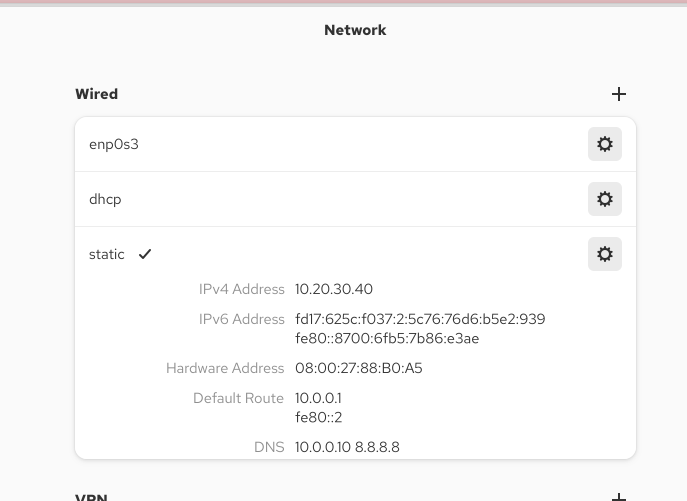 Network
Wired
enp0s3
dhcp
static
IPv4 Address 10.20.30.40
IPv6 Address fd17:625c:f037:2:5c76:76d6:b5e2:939
fe80::8700:6fb5:7b86:e3ae
Hardware Address 08:00:27:88:B0:A5
Default Route 10.0.0.1
fe80::2
DNS 10.0.0.10 8.8.8.8
VPN